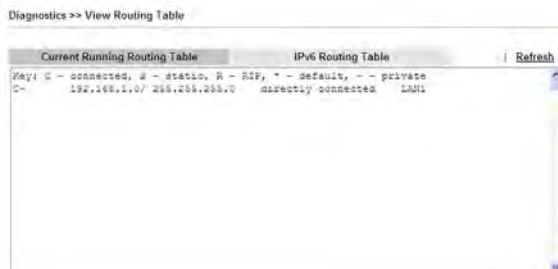 Diagnostics >> View Routing Table
Current Running Routing Table IPv6 Routing Table | Refresh
Key: C - connected, S - static, R - RIP, * - default, ~ - private
C~ 192.168.1.0/ 255.255.255.0 directly connected LAN1